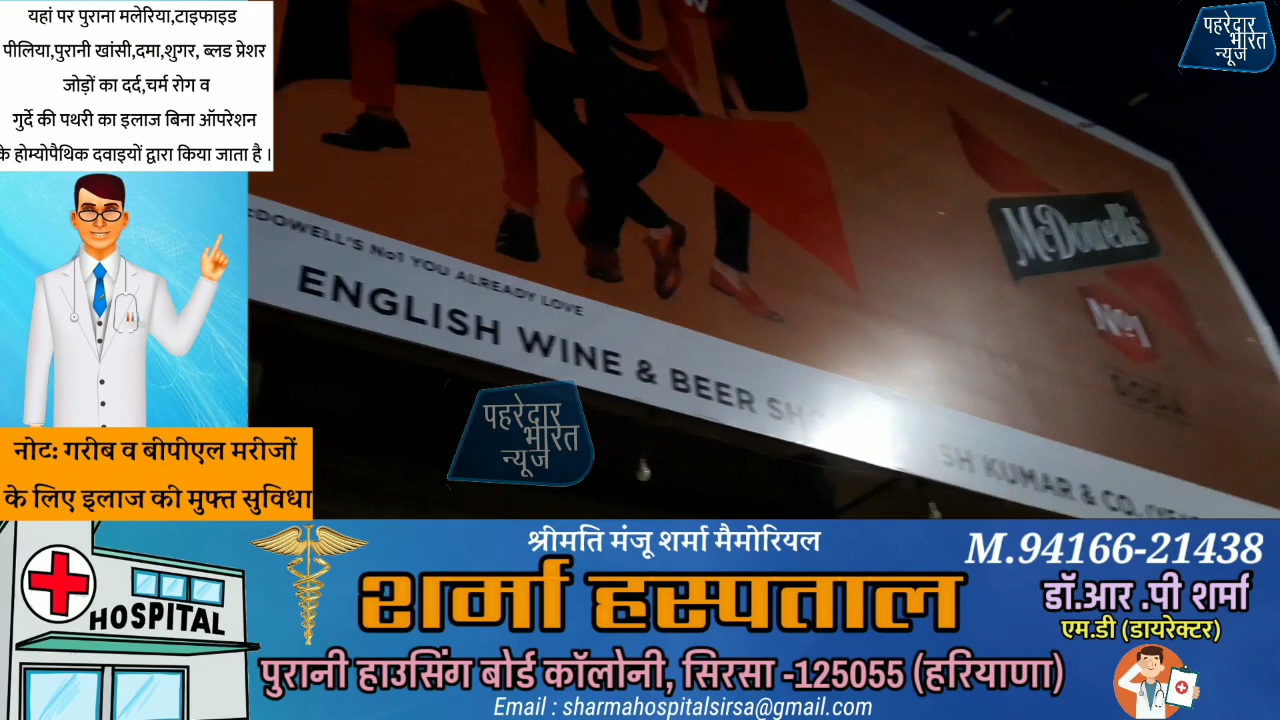 यहां पर पुराना मलेरिया,टाइफाइड
पीलिया,पुरानी खांसी,दमा,शुगर, ब्लड प्रेशर
जोड़ों का दर्द,चर्म रोग व
गुर्दे की पथरी का इलाज बिना ऑपरेशन
के होम्योपैथिक दवाइयों द्वारा किया जाता है ।
नोट: गरीब व बीपीएल मरीजों
के लिए इलाज की मुफ्त सुविधा
पहरेदार
भारत
न्यूज
McDowell's
No1
SODA
McDOWELL'S No1 YOU ALREADY LOVE
ENGLISH WINE & BEER
SH KUMAR & CO.
पहरेदार
भारत
न्यूज
HOSPITAL
श्रीमति मंजू शर्मा मैमोरियल
शर्मा हस्पताल
पुरानी हाउसिंग बोर्ड कॉलोनी, सिरसा -125055 (हरियाणा)
Email : sharmahospitalsirsa@gmail.com
M.94166-21438
डॉ.आर .पी शर्मा
एम.डी (डायरेक्टर)